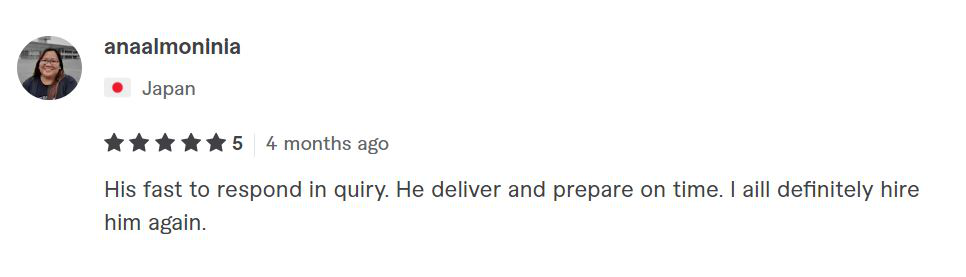 anaalmoninia
Japan
5 4 months ago
His fast to respond in quiry. He deliver and prepare on time. I aill definitely hire
him again.